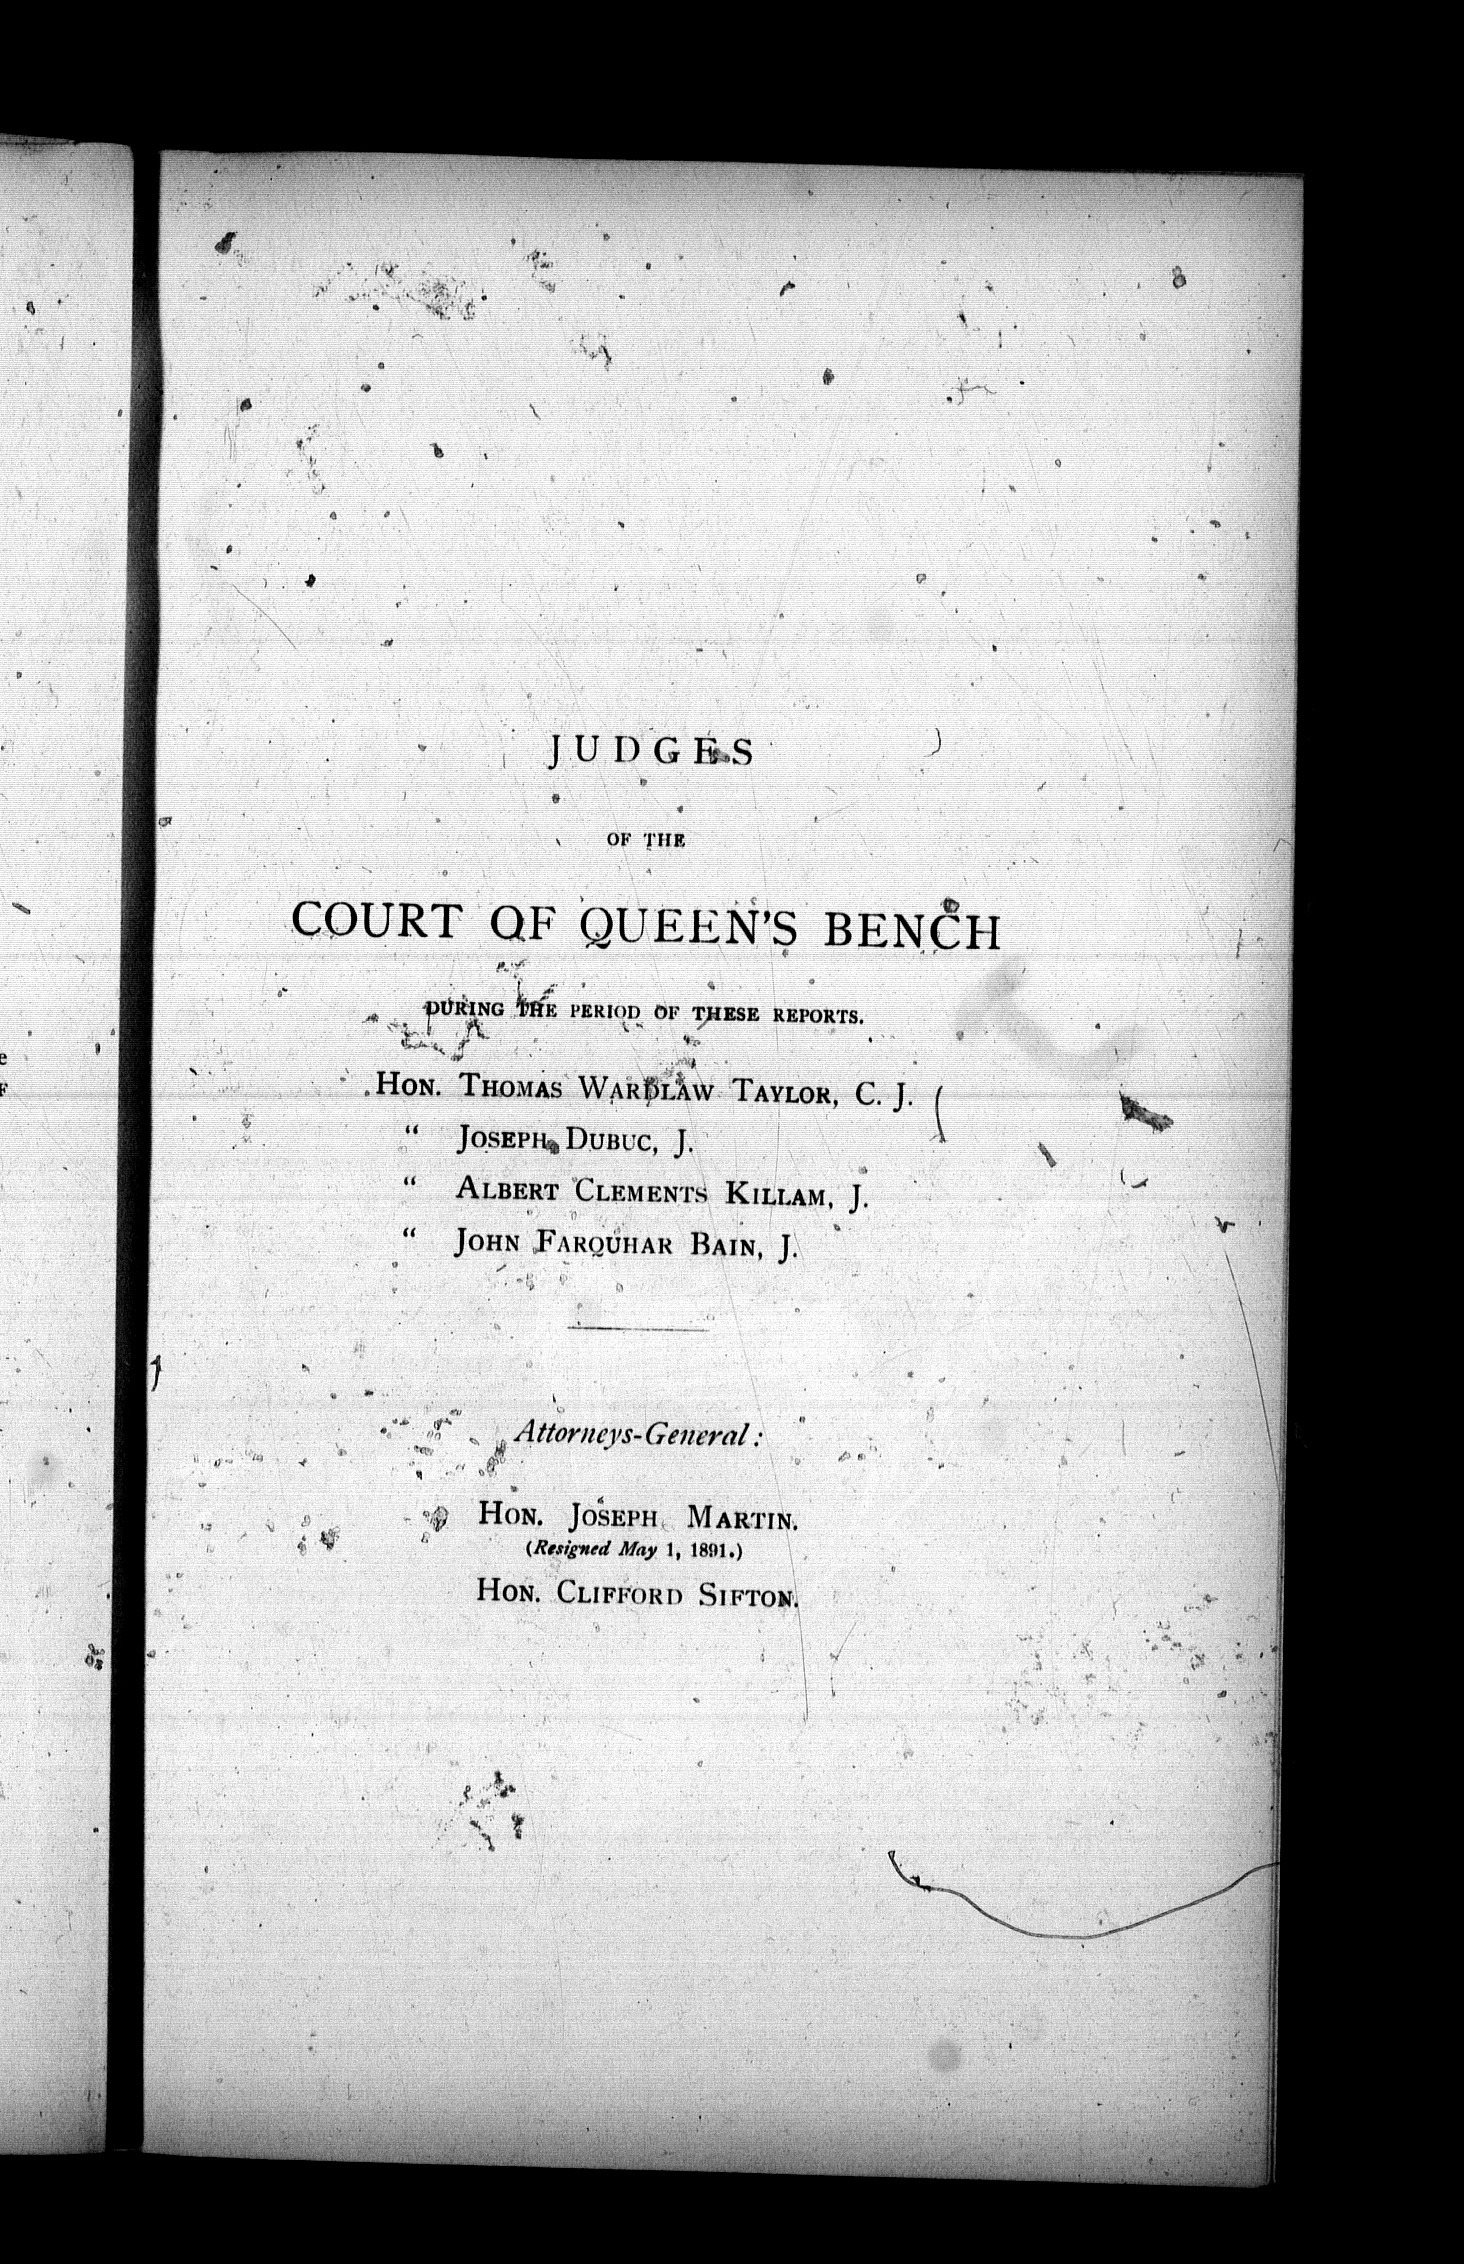 JUDGES
OF THE
COURT OF QUEEN'S BENCH
DURING THE PERIOD OF THESE REPORTS.
HON. THOMAS WARDLAW TAYLOR, C. J.
“ JOSEPH DUBUC, J.
“ ALBERT CLEMENTS KILLAM, J.
“ JOHN FARQUHAR BAIN, J.
Attorneys-General:
HON. JOSEPH MARTIN.
(Resigned May 1, 1891.)
HON. CLIFFORD SIFTON.